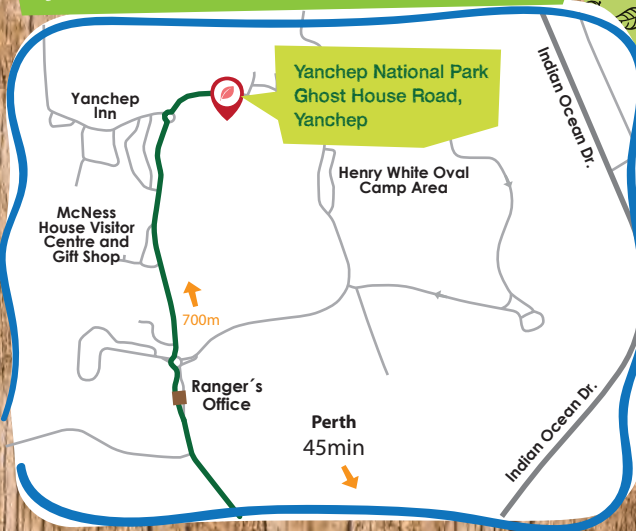 Yanchep National Park
Ghost House Road,
Yanchep
Indian Ocean Dr.
Yanchep
Inn
Henry White Oval
Camp Area
McNess
House Visitor
Centre and
Gift Shop
700m
Ranger´s
Office
Perth
45min
Indian Ocean Dr.